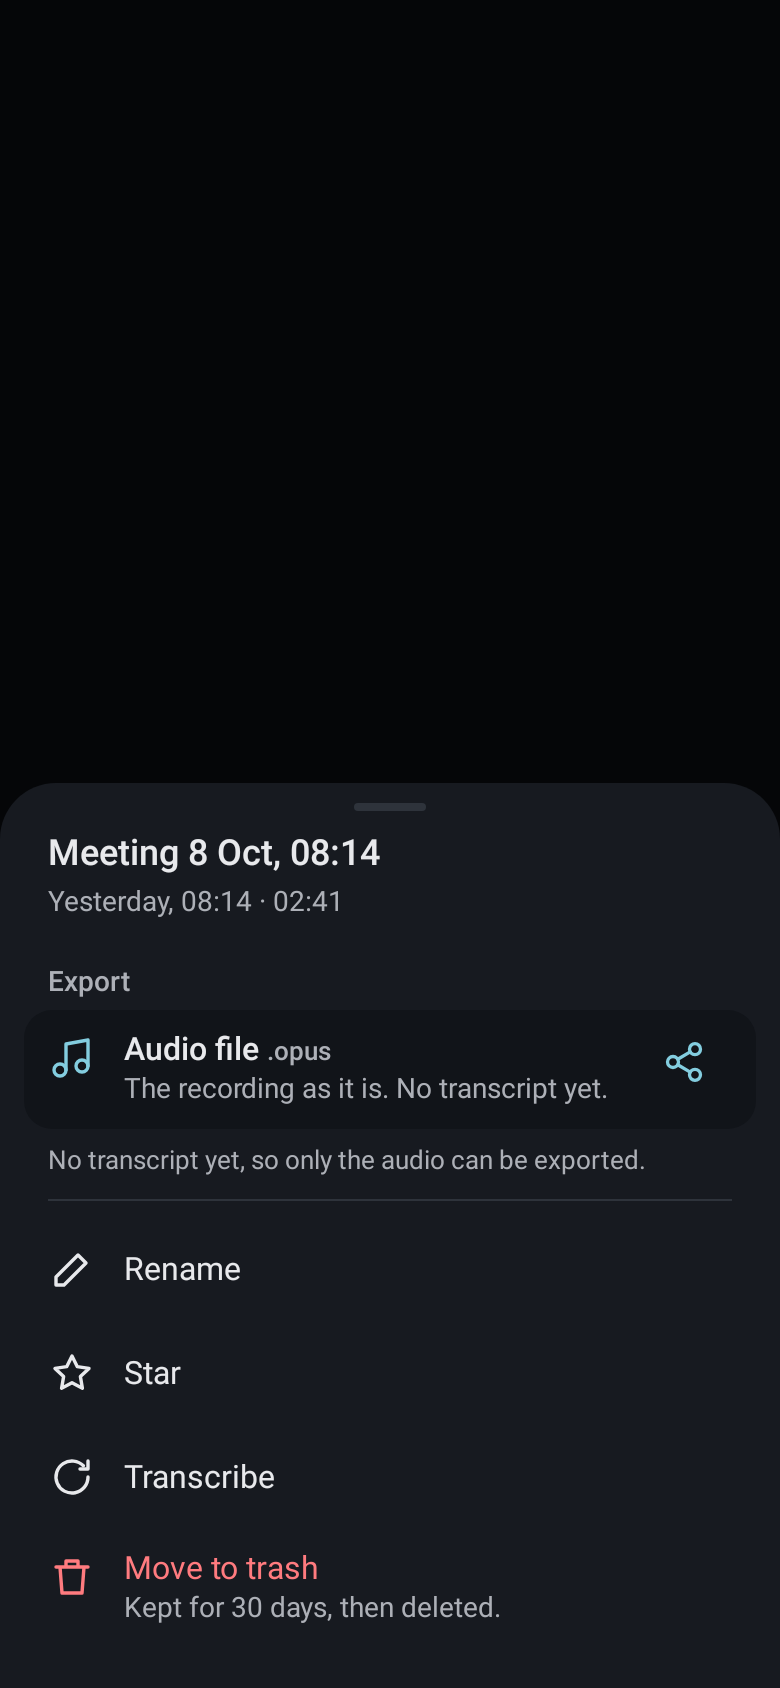 Meeting 8 Oct, 08:14
Yesterday, 08:14 · 02:41
Export
Audio file .opus
The recording as it is. No transcript yet.
No transcript yet, so only the audio can be exported.
Rename
Star
Transcribe
Move to trash
Kept for 30 days, then deleted.